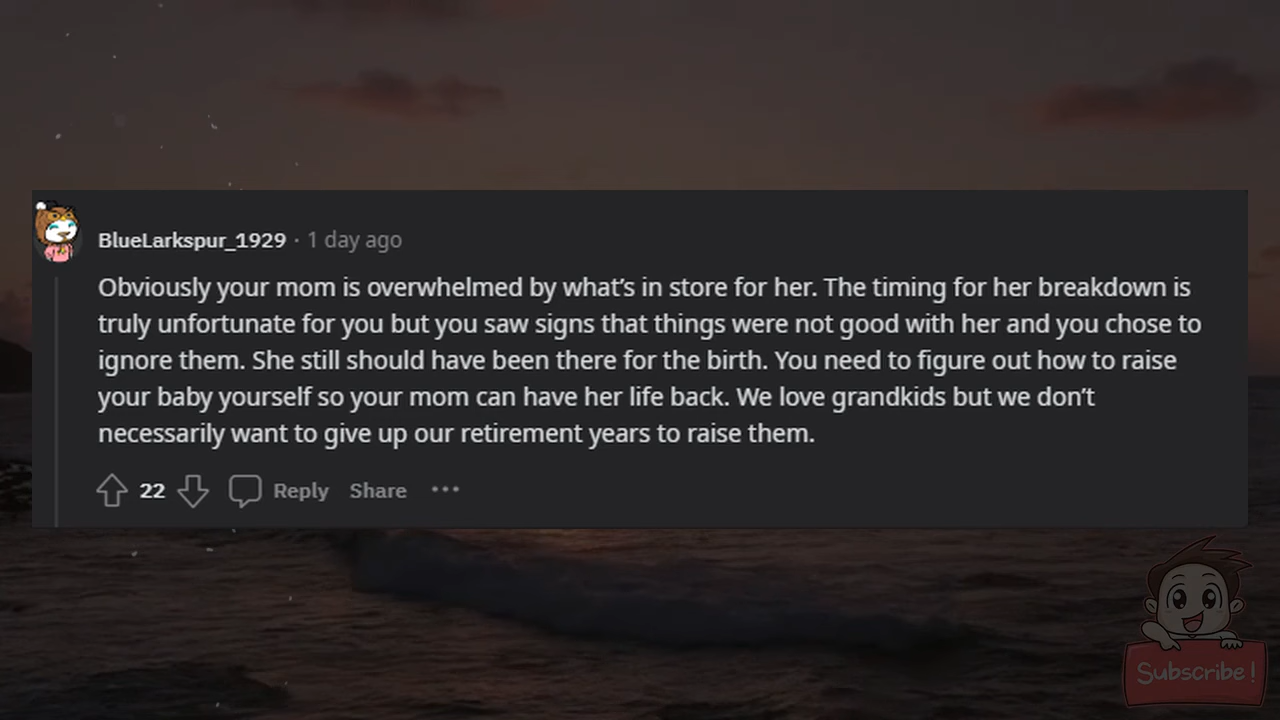 BlueLarkspur_1929 · 1 day ago
Obviously your mom is overwhelmed by what’s in store for her. The timing for her breakdown is
truly unfortunate for you but you saw signs that things were not good with her and you chose to
ignore them. She still should have been there for the birth. You need to figure out how to raise
your baby yourself so your mom can have her life back. We love grandkids but we don’t
necessarily want to give up our retirement years to raise them.
22 Reply Share ···
Subscribe!